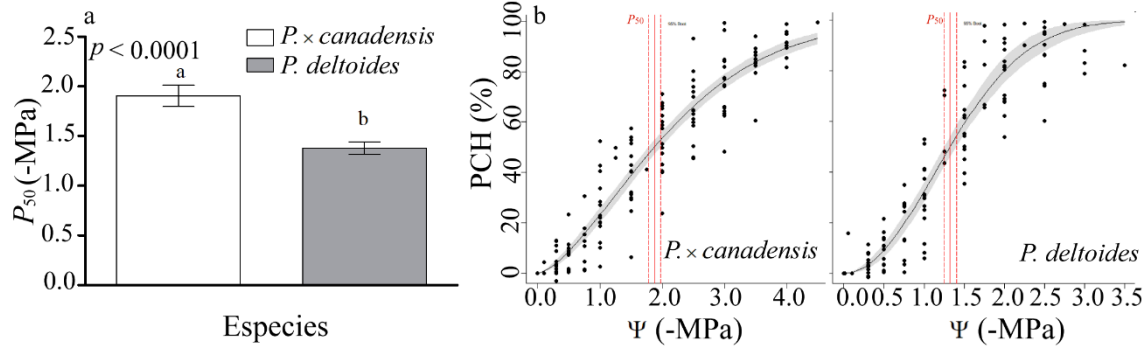 a
p < 0.0001
P. × canadensis
P. deltoides
a
b
2.5
2.0
1.5
1.0
0.5
0.0
P50 (-MPa)
Especies
b
P50
100
80
60
40
20
0
PCH (%)
P. × canadensis
0.0 1.0 2.0 3.0 4.0
Ψ (-MPa)
P50
P. deltoides
0.0 0.5 1.0 1.5 2.0 2.5 3.0 3.5
Ψ (-MPa)